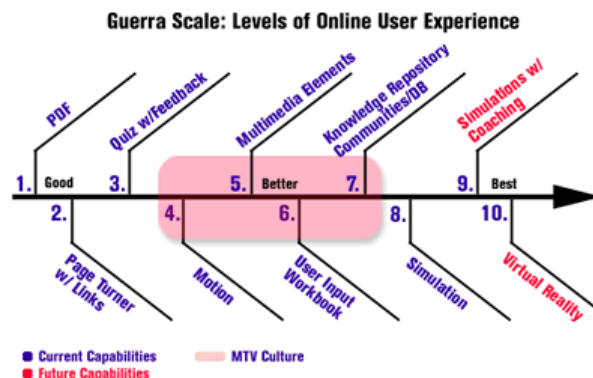 Guerra Scale: Levels of Online User Experience
PDF
Quiz w/Feedback
Multimedia Elements
Knowledge Repository
Communities/DB
Simulations w/
Coaching
1. Good 3. 5. Better 7. 9. Best
2. 4. 6. 8. 10.
Page Turner
w/ Links
Motion
User Input
Workbook
Simulation
Virtual Reality
Current Capabilities
MTV Culture
Future Capabilities